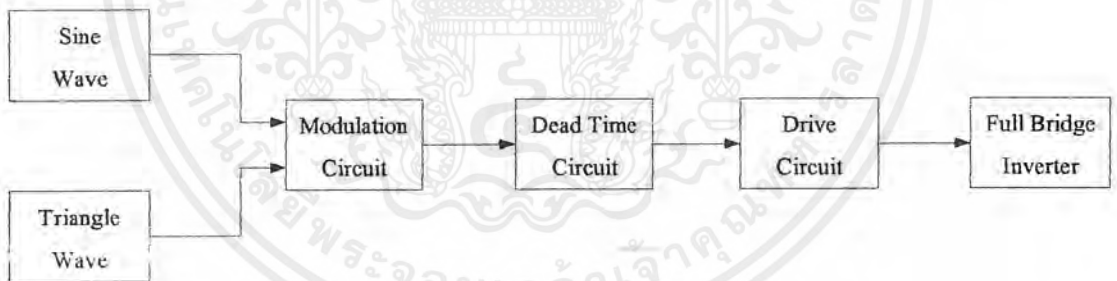 Sine
Wave
Modulation
Circuit
Dead Time
Circuit
Drive
Circuit
Full Bridge
Inverter
Triangle
Wave